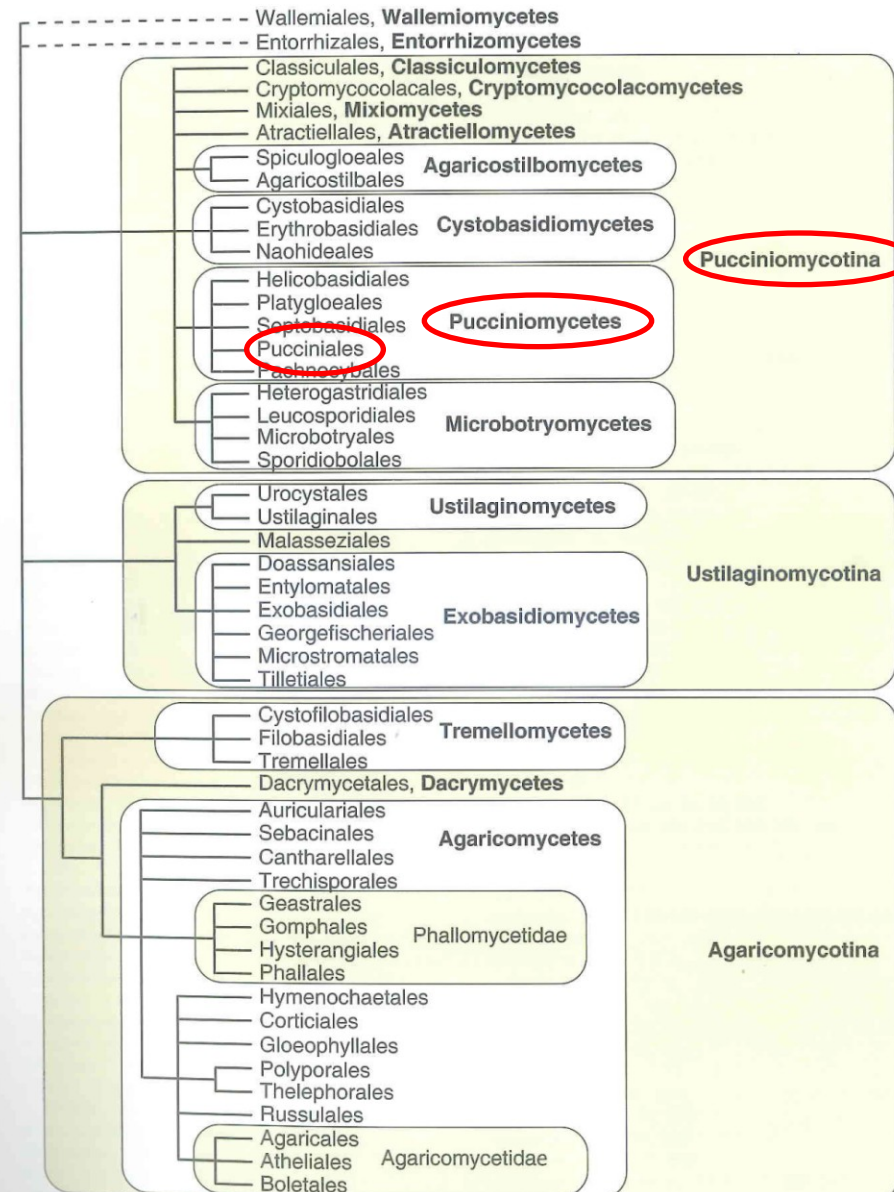 Wallemiales, Wallemiomycetes
Entorrhizales, Entorrhizomycetes
Classiculales, Classiculomycetes
Cryptomycocolacales, Cryptomycocolacomycetes
Mixiales, Mixiomycetes
Atractiellales, Atractiellomycetes
Spiculogloeales
Agaricostilbomycetes
Agaricostilbales
Cystobasidiales
Erythrobasidiales
Cystobasidiomycetes
Naohideales
Pucciniomycotina
Helicobasidiales
Platygloeales
Septobasidiales
Pucciniomycetes
Pucciniales
Pachnocybales
Heterogastridiales
Leucosporidiales
Microbotryomycetes
Microbotryales
Sporidiobolales
Urocystales
Ustilaginomycetes
Ustilaginales
Malasseziales
Doassansiales
Ustilaginomycotina
Entylomatales
Exobasidiales
Exobasidiomycetes
Georgefischeriales
Microstromatales
Tilletiales
Cystofilobasidiales
Tremellomycetes
Filobasidiales
Tremellales
Dacrymycetales, Dacrymycetes
Auriculariales
Sebacinales
Agaricomycetes
Cantharellales
Trechisporales
Geastrales
Gomphales
Phallomycetidae
Hysterangiales
Agaricomycotina
Phallales
Hymenochaetales
Corticiales
Gloeophyllales
Polyporales
Thelephorales
Russulales
Agaricales
Atheliales
Agaricomycetidae
Boletales